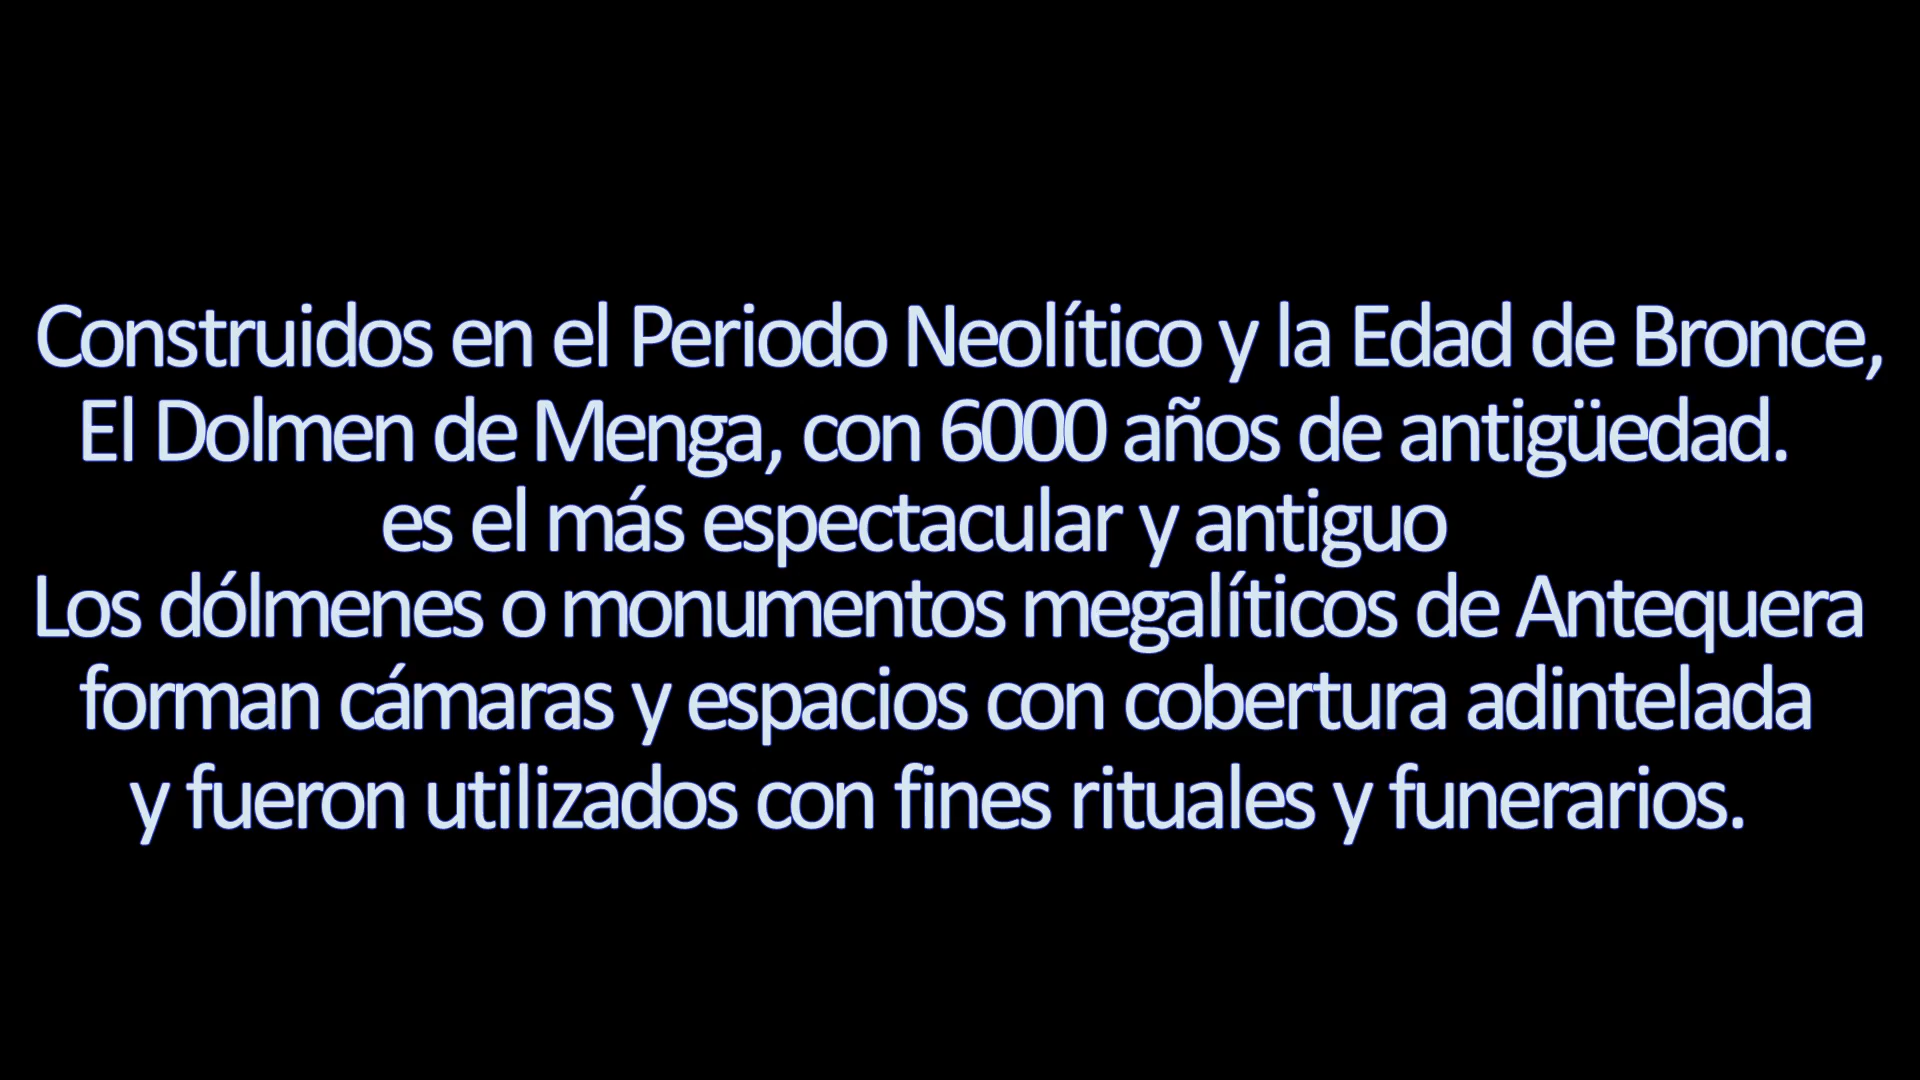 Construidos en el Periodo Neolítico y la Edad de Bronce,
El Dolmen de Menga, con 6000 años de antigüedad.
es el más espectacular y antiguo
Los dólmenes o monumentos megalíticos de Antequera
forman cámaras y espacios con cobertura adintelada
y fueron utilizados con fines rituales y funerarios.